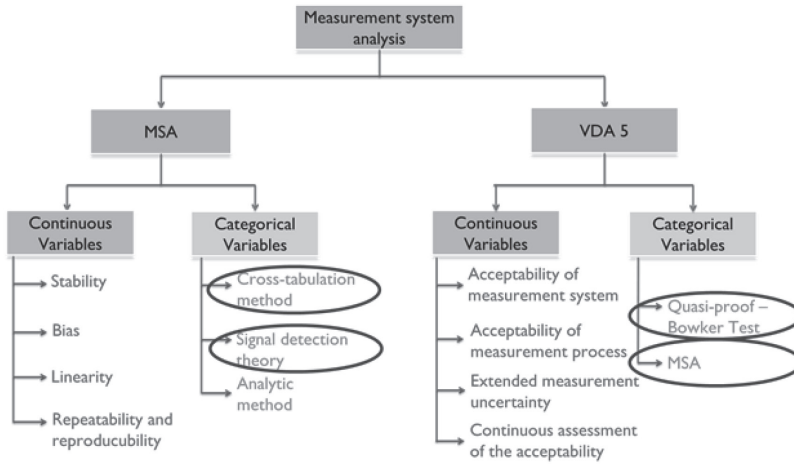 Measurement system
analysis
MSA
VDA 5
Continuous
Variables
Categorical
Variables
Continuous
Variables
Categorical
Variables
Stability
Bias
Linearity
Repeatability and
reproducubility
Cross-tabulation
method
Signal detection
theory
Analytic
method
Acceptability of
measurement system
Acceptability of
measurement process
Extended measurement
uncertainty
Continuous assessment
of the acceptability
Quasi-proof –
Bowker Test
MSA